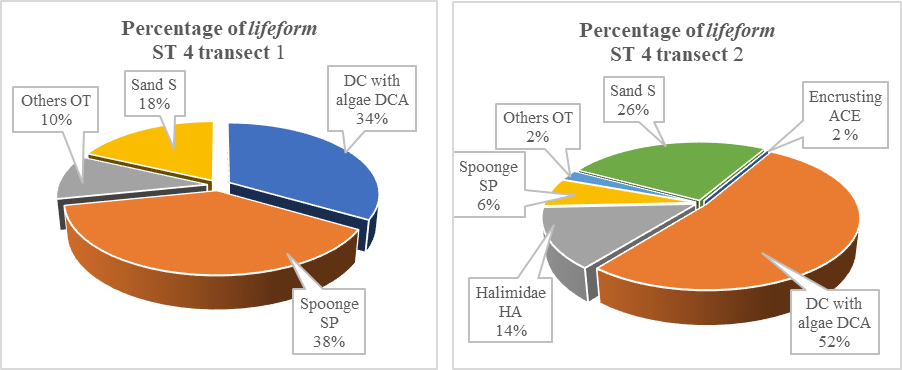 Percentage of lifeform
ST 4 transect 1
DC with
algae DCA
34%
Sand S
18%
Others OT
10%
Spoonge
SP
38%
Percentage of lifeform
ST 4 transect 2
Sand S
26%
Encrusting
ACE
2 %
Others OT
2%
Spoonge
SP
6%
Halimidae
HA
14%
DC with
algae DCA
52%